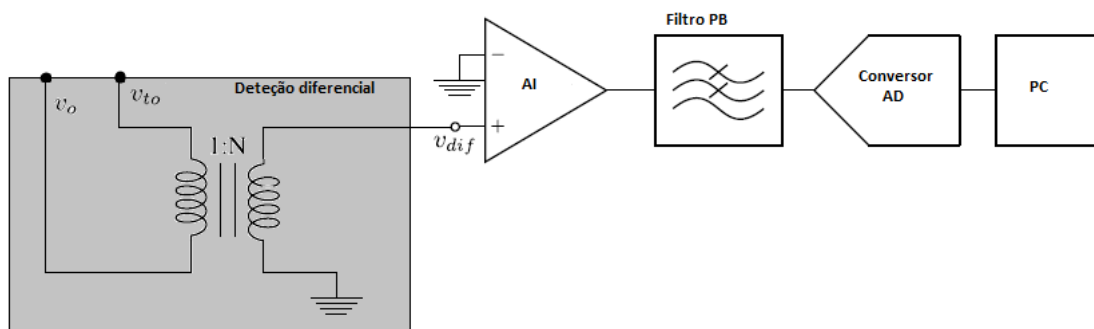 Filtro PB
Deteção diferencial
v_o
v_to
1:N
v_dif
−
+
AI
Conversor
AD
PC